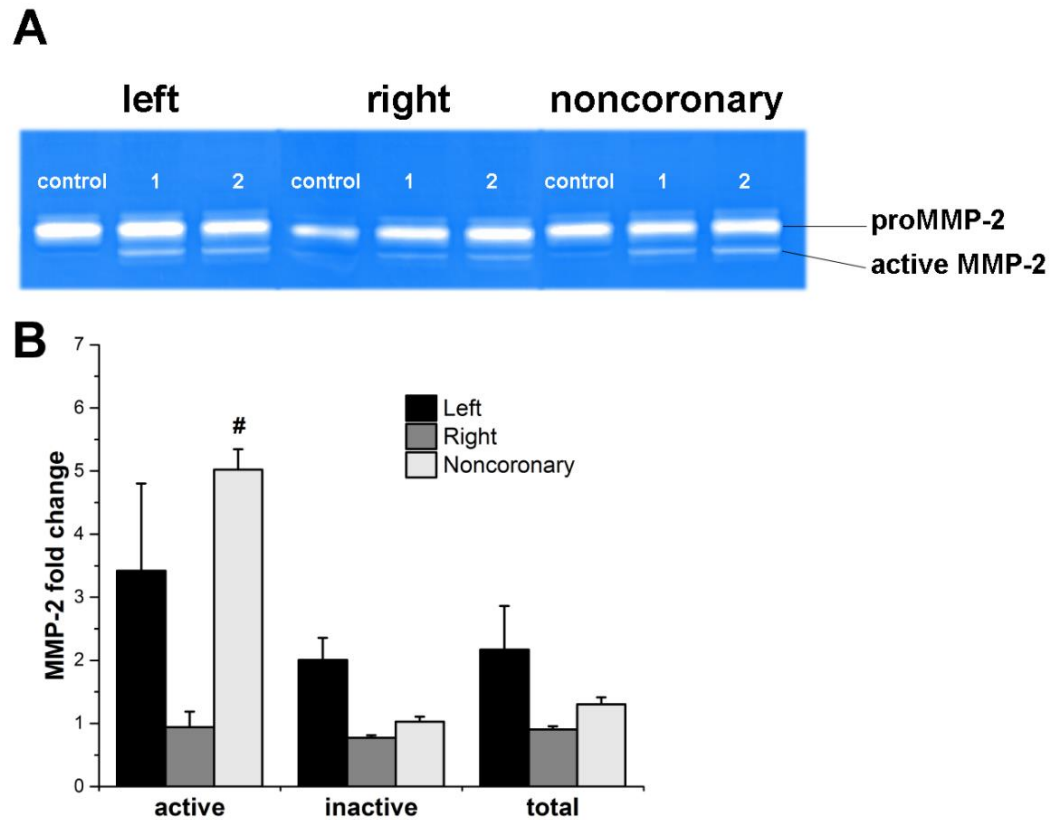 A
left right noncoronary
control 1 2 control 1 2 control 1 2
proMMP-2
active MMP-2
B
7
6
5
4
3
2
1
0
MMP-2 fold change
#
Left
Right
Noncoronary
active inactive total